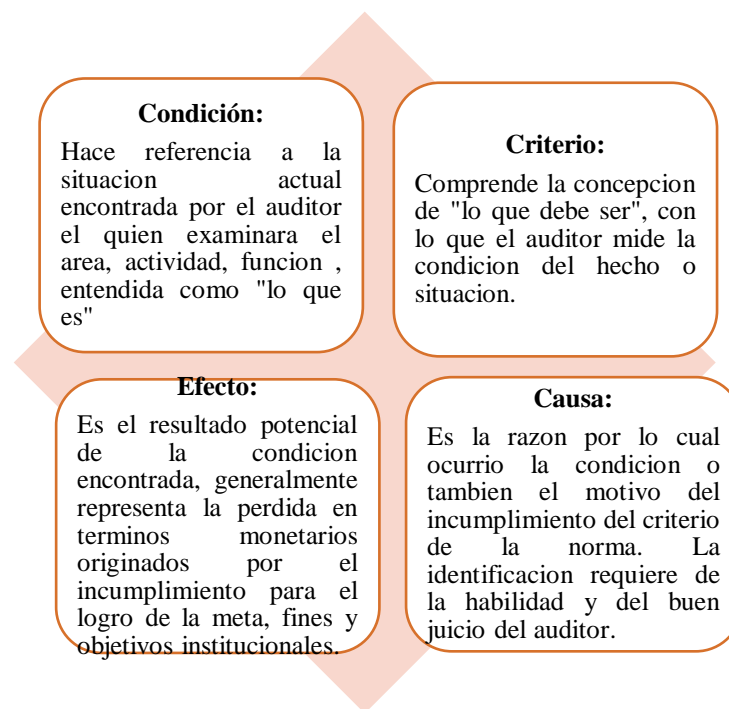 Condición:
Hace referencia a la
situacion actual
encontrada por el auditor
el quien examinara el
area, actividad, funcion ,
entendida como "lo que
es"
Criterio:
Comprende la concepcion
de "lo que debe ser", con
lo que el auditor mide la
condicion del hecho o
situacion.
Efecto:
Es el resultado potencial
de la condicion
encontrada, generalmente
representa la perdida en
terminos monetarios
originados por el
incumplimiento para el
logro de la meta, fines y
objetivos institucionales.
Causa:
Es la razon por lo cual
ocurrio la condicion o
tambien el motivo del
incumplimiento del criterio
de la norma. La
identificacion requiere de
la habilidad y del buen
juicio del auditor.